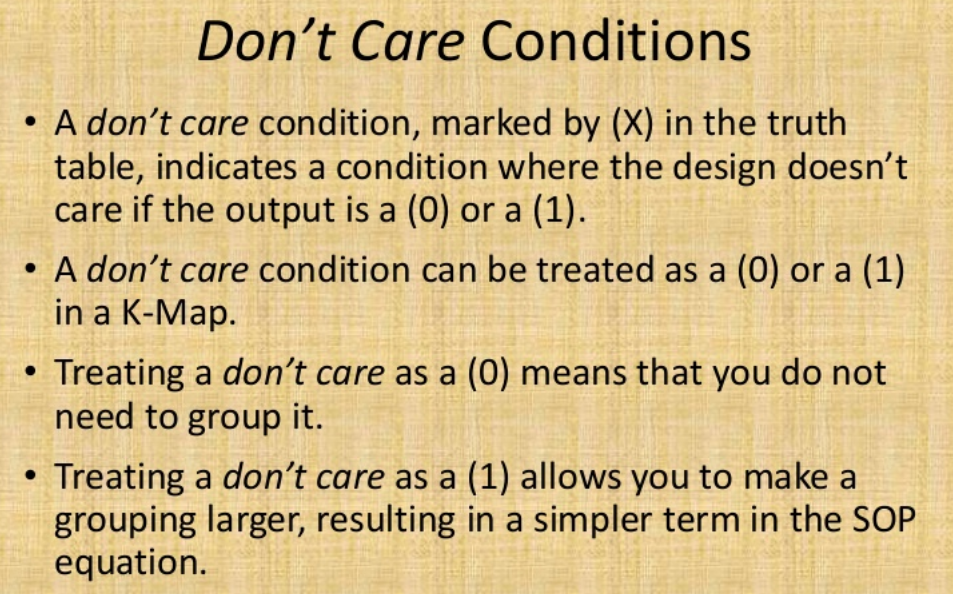 Don’t Care Conditions
• A don’t care condition, marked by (X) in the truth
table, indicates a condition where the design doesn’t
care if the output is a (0) or a (1).
• A don’t care condition can be treated as a (0) or a (1)
in a K-Map.
• Treating a don’t care as a (0) means that you do not
need to group it.
• Treating a don’t care as a (1) allows you to make a
grouping larger, resulting in a simpler term in the SOP
equation.